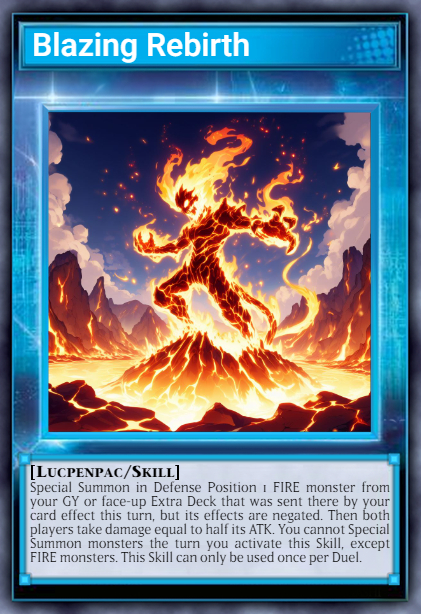 Blazing Rebirth
[Lucpenpac/Skill]
Special Summon in Defense Position 1 FIRE monster from
your GY or face-up Extra Deck that was sent there by your
card effect this turn, but its effects are negated. Then both
players take damage equal to half its ATK. You cannot Special
Summon monsters the turn you activate this Skill, except
FIRE monsters. This Skill can only be used once per Duel.